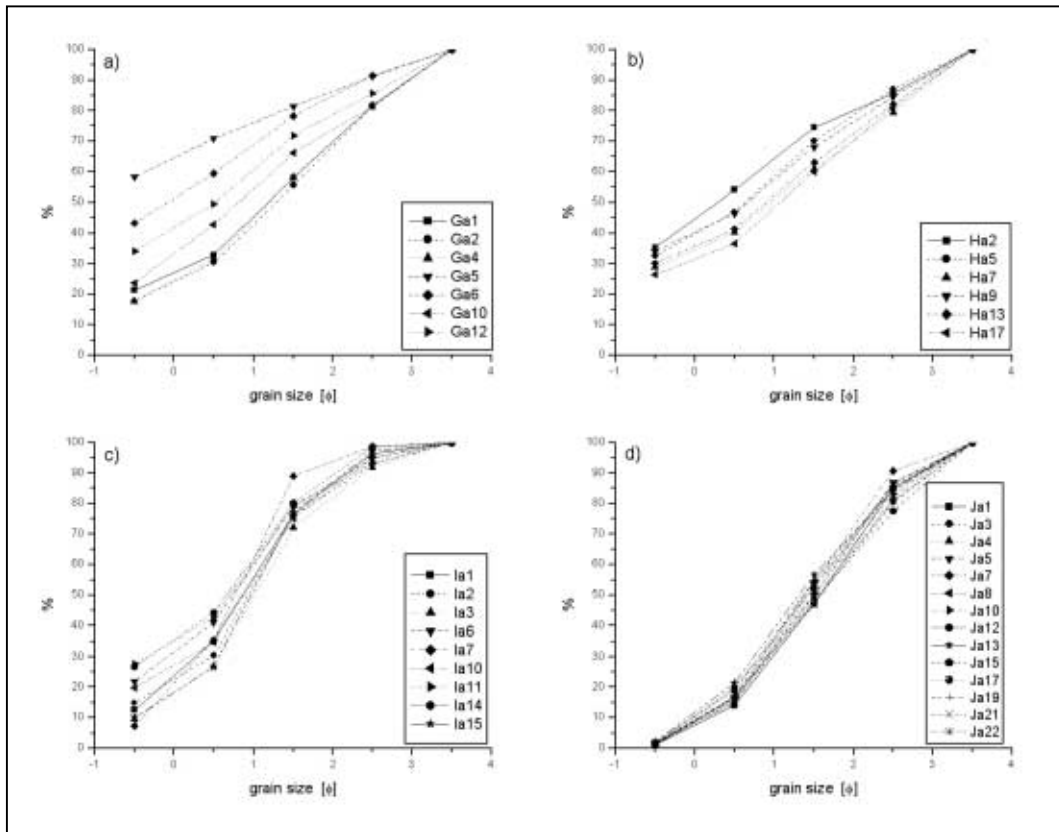 a)
100
90
80
70
60
50
40
30
20
10
0
%
-1 0 1 2 3 4
grain size [ϕ]
Ga1
Ga2
Ga4
Ga5
Ga6
Ga10
Ga12
b)
100
90
80
70
60
50
40
30
20
10
0
%
-1 0 1 2 3 4
grain size [ϕ]
Ha2
Ha5
Ha7
Ha9
Ha13
Ha17
c)
100
90
80
70
60
50
40
30
20
10
0
%
-1 0 1 2 3 4
grain size [ϕ]
Ia1
Ia2
Ia3
Ia6
Ia7
Ia10
Ia11
Ia14
Ia15
d)
100
90
80
70
60
50
40
30
20
10
0
%
-1 0 1 2 3 4
grain size [ϕ]
Ja1
Ja3
Ja4
Ja5
Ja7
Ja8
Ja10
Ja12
Ja13
Ja15
Ja17
Ja19
Ja21
Ja22